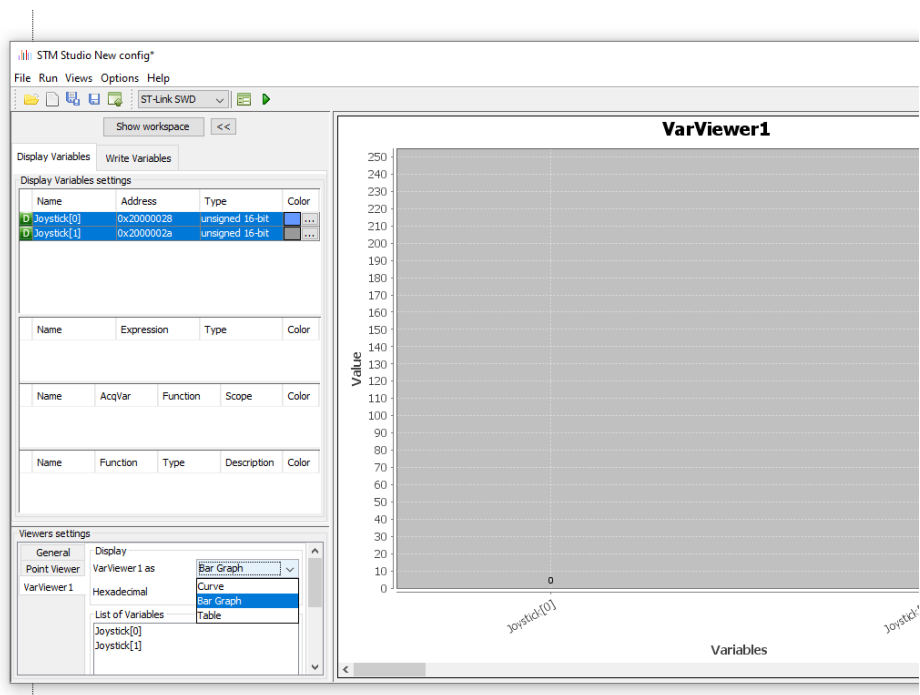 STM Studio New config*
File Run Views Options Help
ST-Link SWD
Show workspace <<
Display Variables Write Variables
Display Variables settings
Name Address Type Color
D Joystick[0] 0x20000028 unsigned 16-bit ...
D Joystick[1] 0x2000002a unsigned 16-bit ...
Name Expression Type Color
Name AcqVar Function Scope Color
Name Function Type Description Color
Viewers settings
General
Point Viewer
VarViewer1
Display
VarViewer1 as Bar Graph
Hexadecimal
Curve
Bar Graph
Table
List of Variables
Joystick[0]
Joystick[1]
VarViewer1
250
240
230
220
210
200
190
180
170
160
150
140
130
120
110
100
90
80
70
60
50
40
30
20
10
0
Value
0
Joystick[0]
Variables